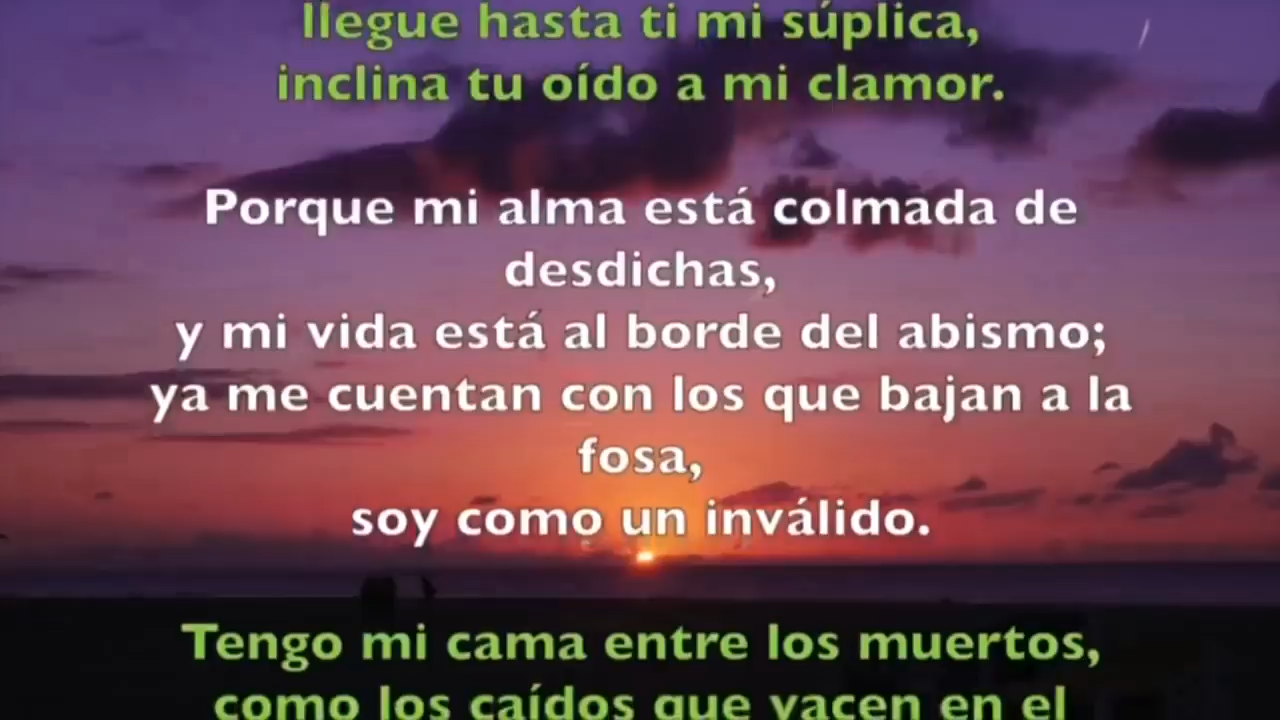 llegue hasta ti mi súplica,
inclina tu oído a mi clamor.
Porque mi alma está colmada de
desdichas,
y mi vida está al borde del abismo;
ya me cuentan con los que bajan a la
fosa,
soy como un inválido.
Tengo mi cama entre los muertos,
como los caídos que yacen en el